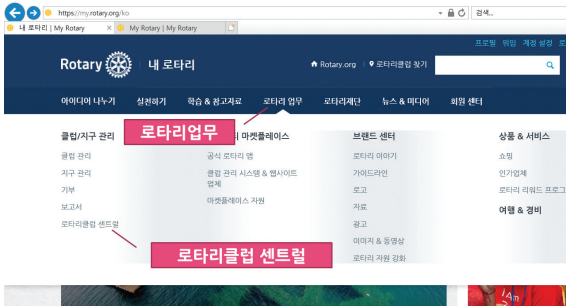 https://my.rotary.org/ko
검색...
내 로타리 | My Rotary
My Rotary | My Rotary
프로필 위임 계정 설정
Rotary
내 로타리
Rotary.org
로타리클럽 찾기
아이디어 나누기 실천하기 학습 & 참고자료 로타리 업무 로타리재단 뉴스 & 미디어 회원 센터
로타리업무
클럽/지구 관리
클럽 관리
지구 관리
기부
보고서
로타리클럽 센트럴
마켓플레이스
공식 로타리 앱
클럽 관리 시스템 & 웹사이트
업체
마켓플레이스 자원
브랜드 센터
로타리 이야기
가이드라인
로고
자료
광고
이미지 & 동영상
로타리 자원 강화
상품 & 서비스
쇼핑
인가업체
로타리 리워드 프로그
여행 & 경비
로타리클럽 센트럴
I Am